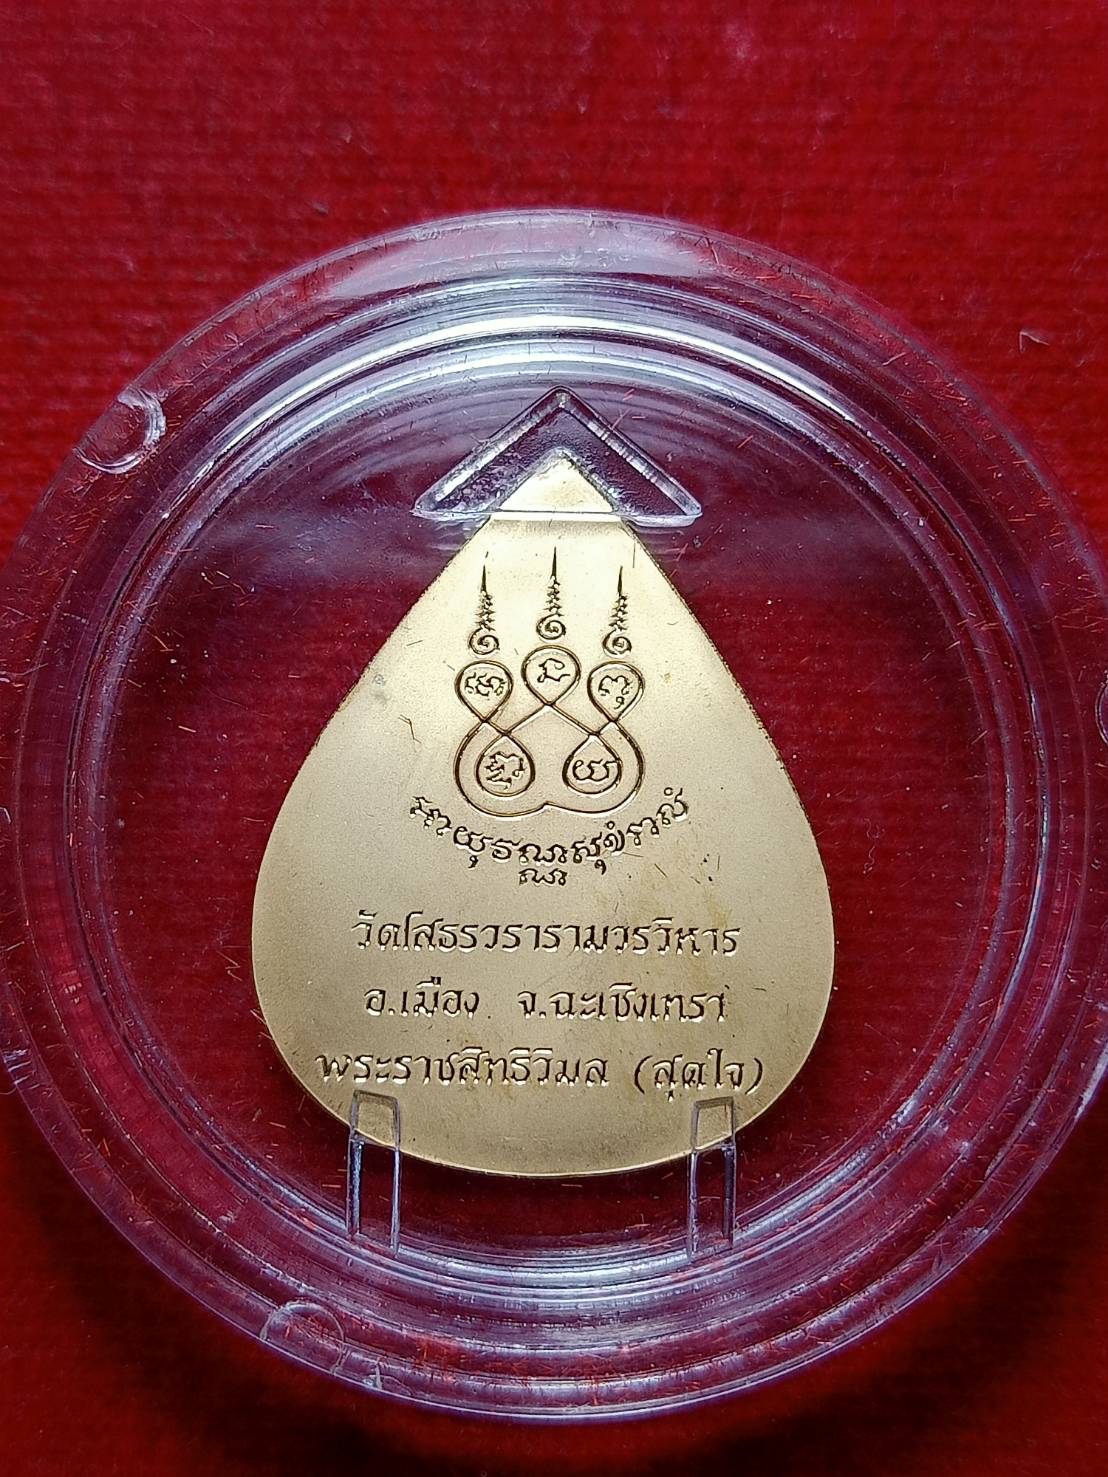 วัดโสธรวรารามวรวิหาร
อ.เมือง จ.ฉะเชิงเทรา
พระราชสิทธิวิมล (สุดใจ)